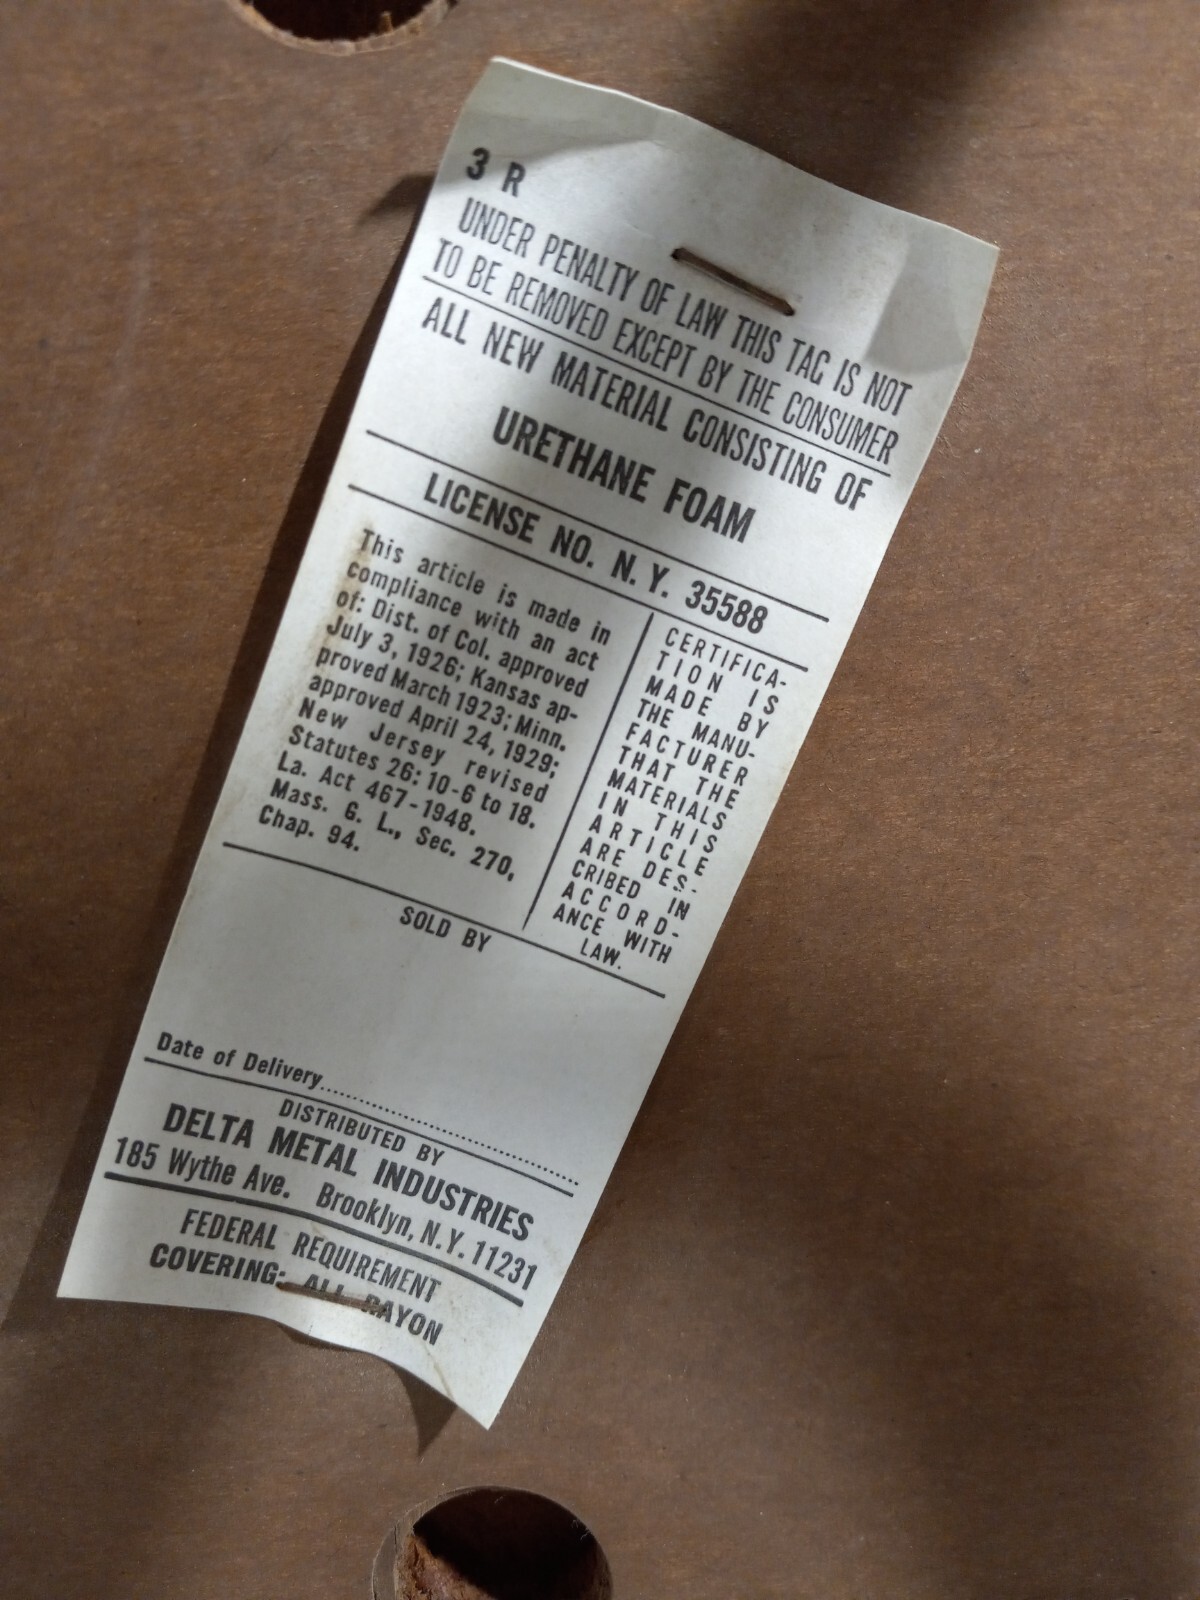 3 R
UNDER PENALTY OF LAW THIS TAG IS NOT
TO BE REMOVED EXCEPT BY THE CONSUMER
ALL NEW MATERIAL CONSISTING OF
URETHANE FOAM
LICENSE NO. N. Y. 35588
This article is made in
compliance with an act
of: Dist. of Col. approved
July 3, 1926; Kansas ap-
proved March 1923; Minn.
approved April 24, 1929;
New Jersey revised
Statutes 26: 10-6 to 18.
La. Act 467-1948.
Mass. G. L., Sec. 270,
Chap. 94.
CERTIFICA-
TION IS
MADE BY
THE MANU-
FACTURER
THAT THE
MATERIALS
IN THIS
ARTICLE
ARE DES-
CRIBED IN
ACCORD-
ANCE WITH
LAW.
SOLD BY
Date of Delivery
DISTRIBUTED BY
DELTA METAL INDUSTRIES
185 Wythe Ave. Brooklyn, N.Y. 11231
FEDERAL REQUIREMENT
COVERING: ALL RAYON